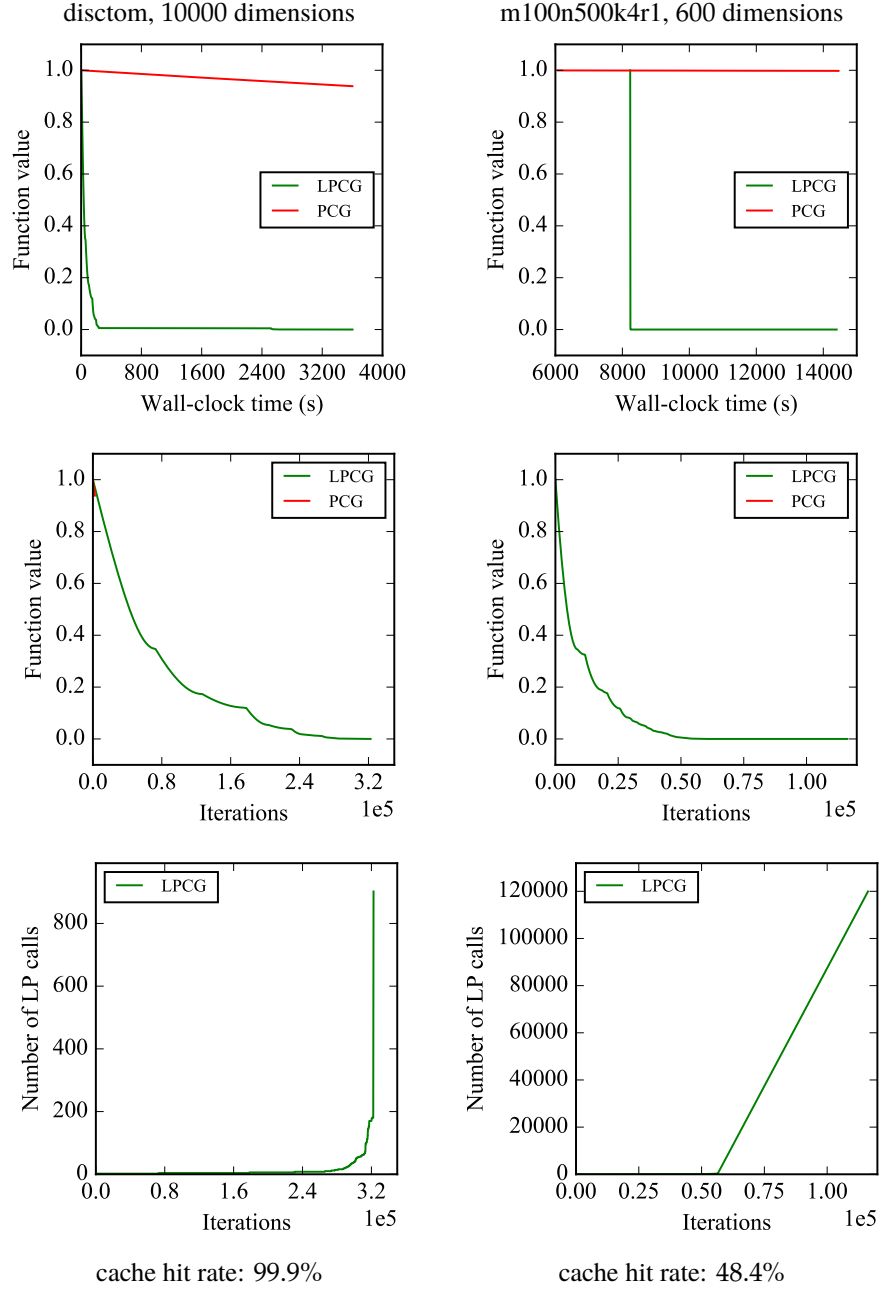 disctom, 10000 dimensions
m100n500k4r1, 600 dimensions
1.0
0.8
0.6
0.4
0.2
0.0
Function value
LPCG
PCG
0
800
1600
2400
3200
4000
Wall-clock time (s)
1.0
0.8
0.6
0.4
0.2
0.0
Function value
LPCG
PCG
6000
8000
10000
12000
14000
Wall-clock time (s)
1.0
0.8
0.6
0.4
0.2
0.0
Function value
LPCG
PCG
0.0
0.8
1.6
2.4
3.2
Iterations
1e5
1.0
0.8
0.6
0.4
0.2
0.0
Function value
LPCG
PCG
0.00
0.25
0.50
0.75
1.00
Iterations
1e5
LPCG
800
600
400
200
0
Number of LP calls
0.0
0.8
1.6
2.4
3.2
Iterations
1e5
LPCG
120000
100000
80000
60000
40000
20000
0
Number of LP calls
0.00
0.25
0.50
0.75
1.00
Iterations
1e5
cache hit rate: 99.9%
cache hit rate: 48.4%